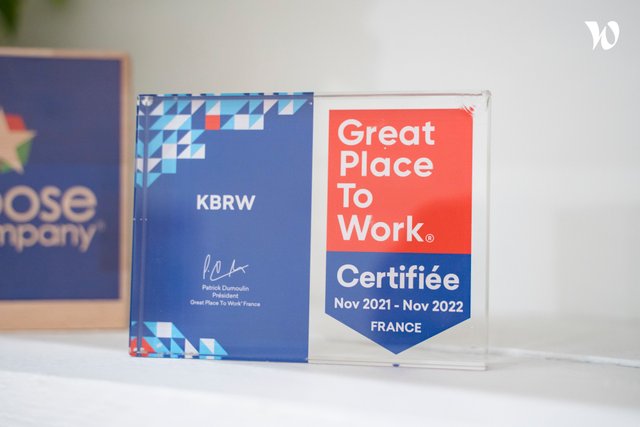 KBRW
Patrick Dumoulin
Président
Great Place To Work® France
Great
Place
To
Work®
Certifiée
Nov 2021 - Nov 2022
FRANCE